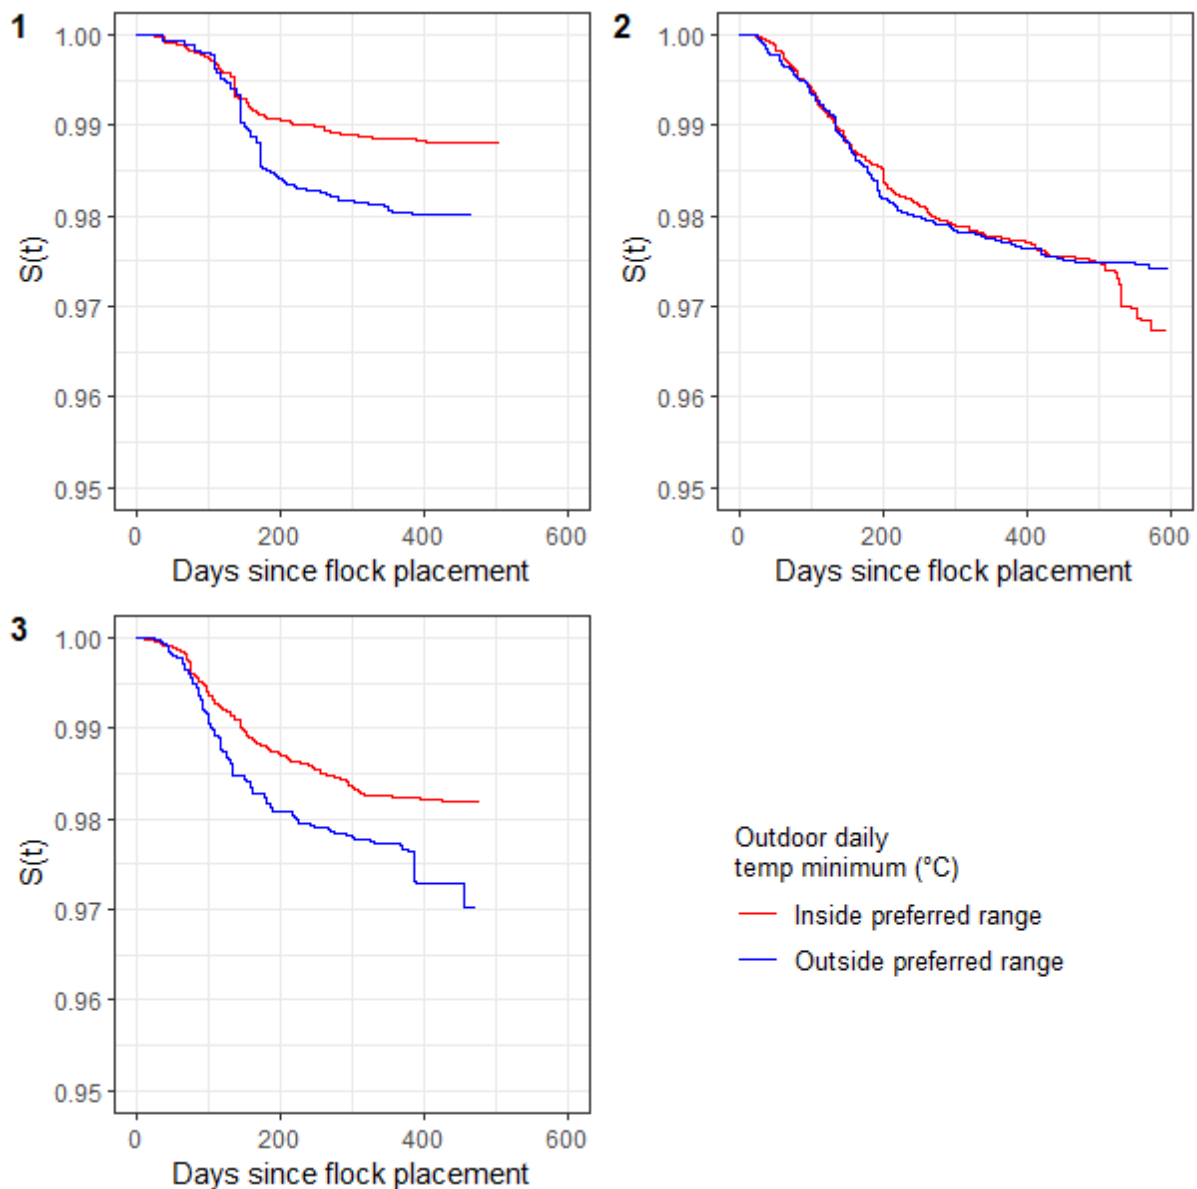 1
1.00
0.99
0.98
0.97
0.96
0.95
S(t)
0 200 400 600
Days since flock placement
2
1.00
0.99
0.98
0.97
0.96
0.95
S(t)
0 200 400 600
Days since flock placement
3
1.00
0.99
0.98
0.97
0.96
0.95
S(t)
0 200 400 600
Days since flock placement
Outdoor daily
temp minimum (°C)
Inside preferred range
Outside preferred range